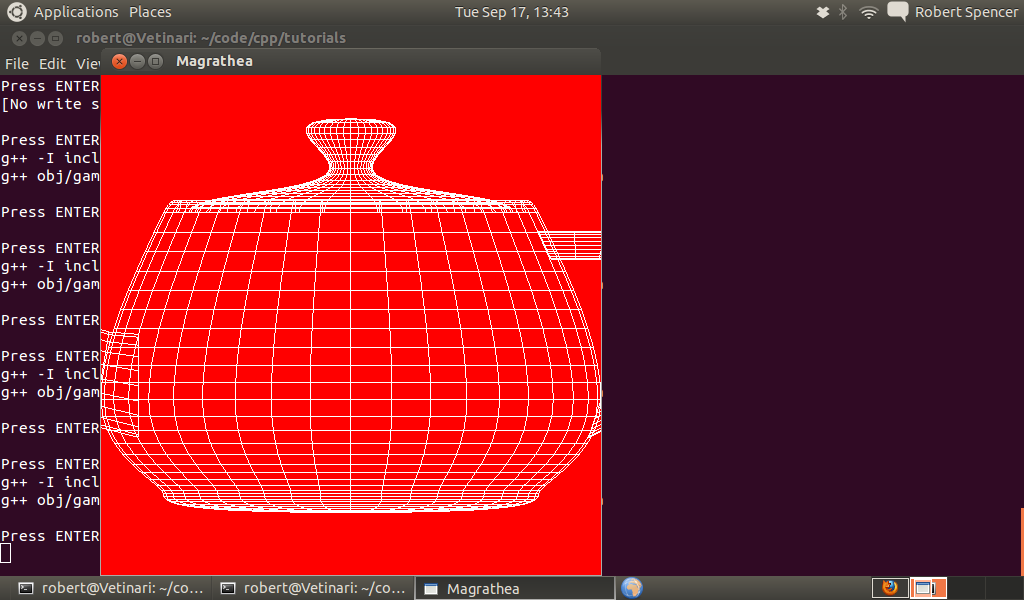 Applications Places Tue Sep 17, 13:43 Robert Spencer
robert@Vetinari: ~/code/cpp/tutorials
File Edit View
Magrathea
Press ENTER
[No write s
Press ENTER
g++ -I incl
g++ obj/gam
Press ENTER
Press ENTER
g++ -I incl
g++ obj/gam
Press ENTER
Press ENTER
g++ -I incl
g++ obj/gam
Press ENTER
Press ENTER
g++ -I incl
g++ obj/gam
Press ENTER
robert@Vetinari: ~/co... robert@Vetinari: ~/co... Magrathea